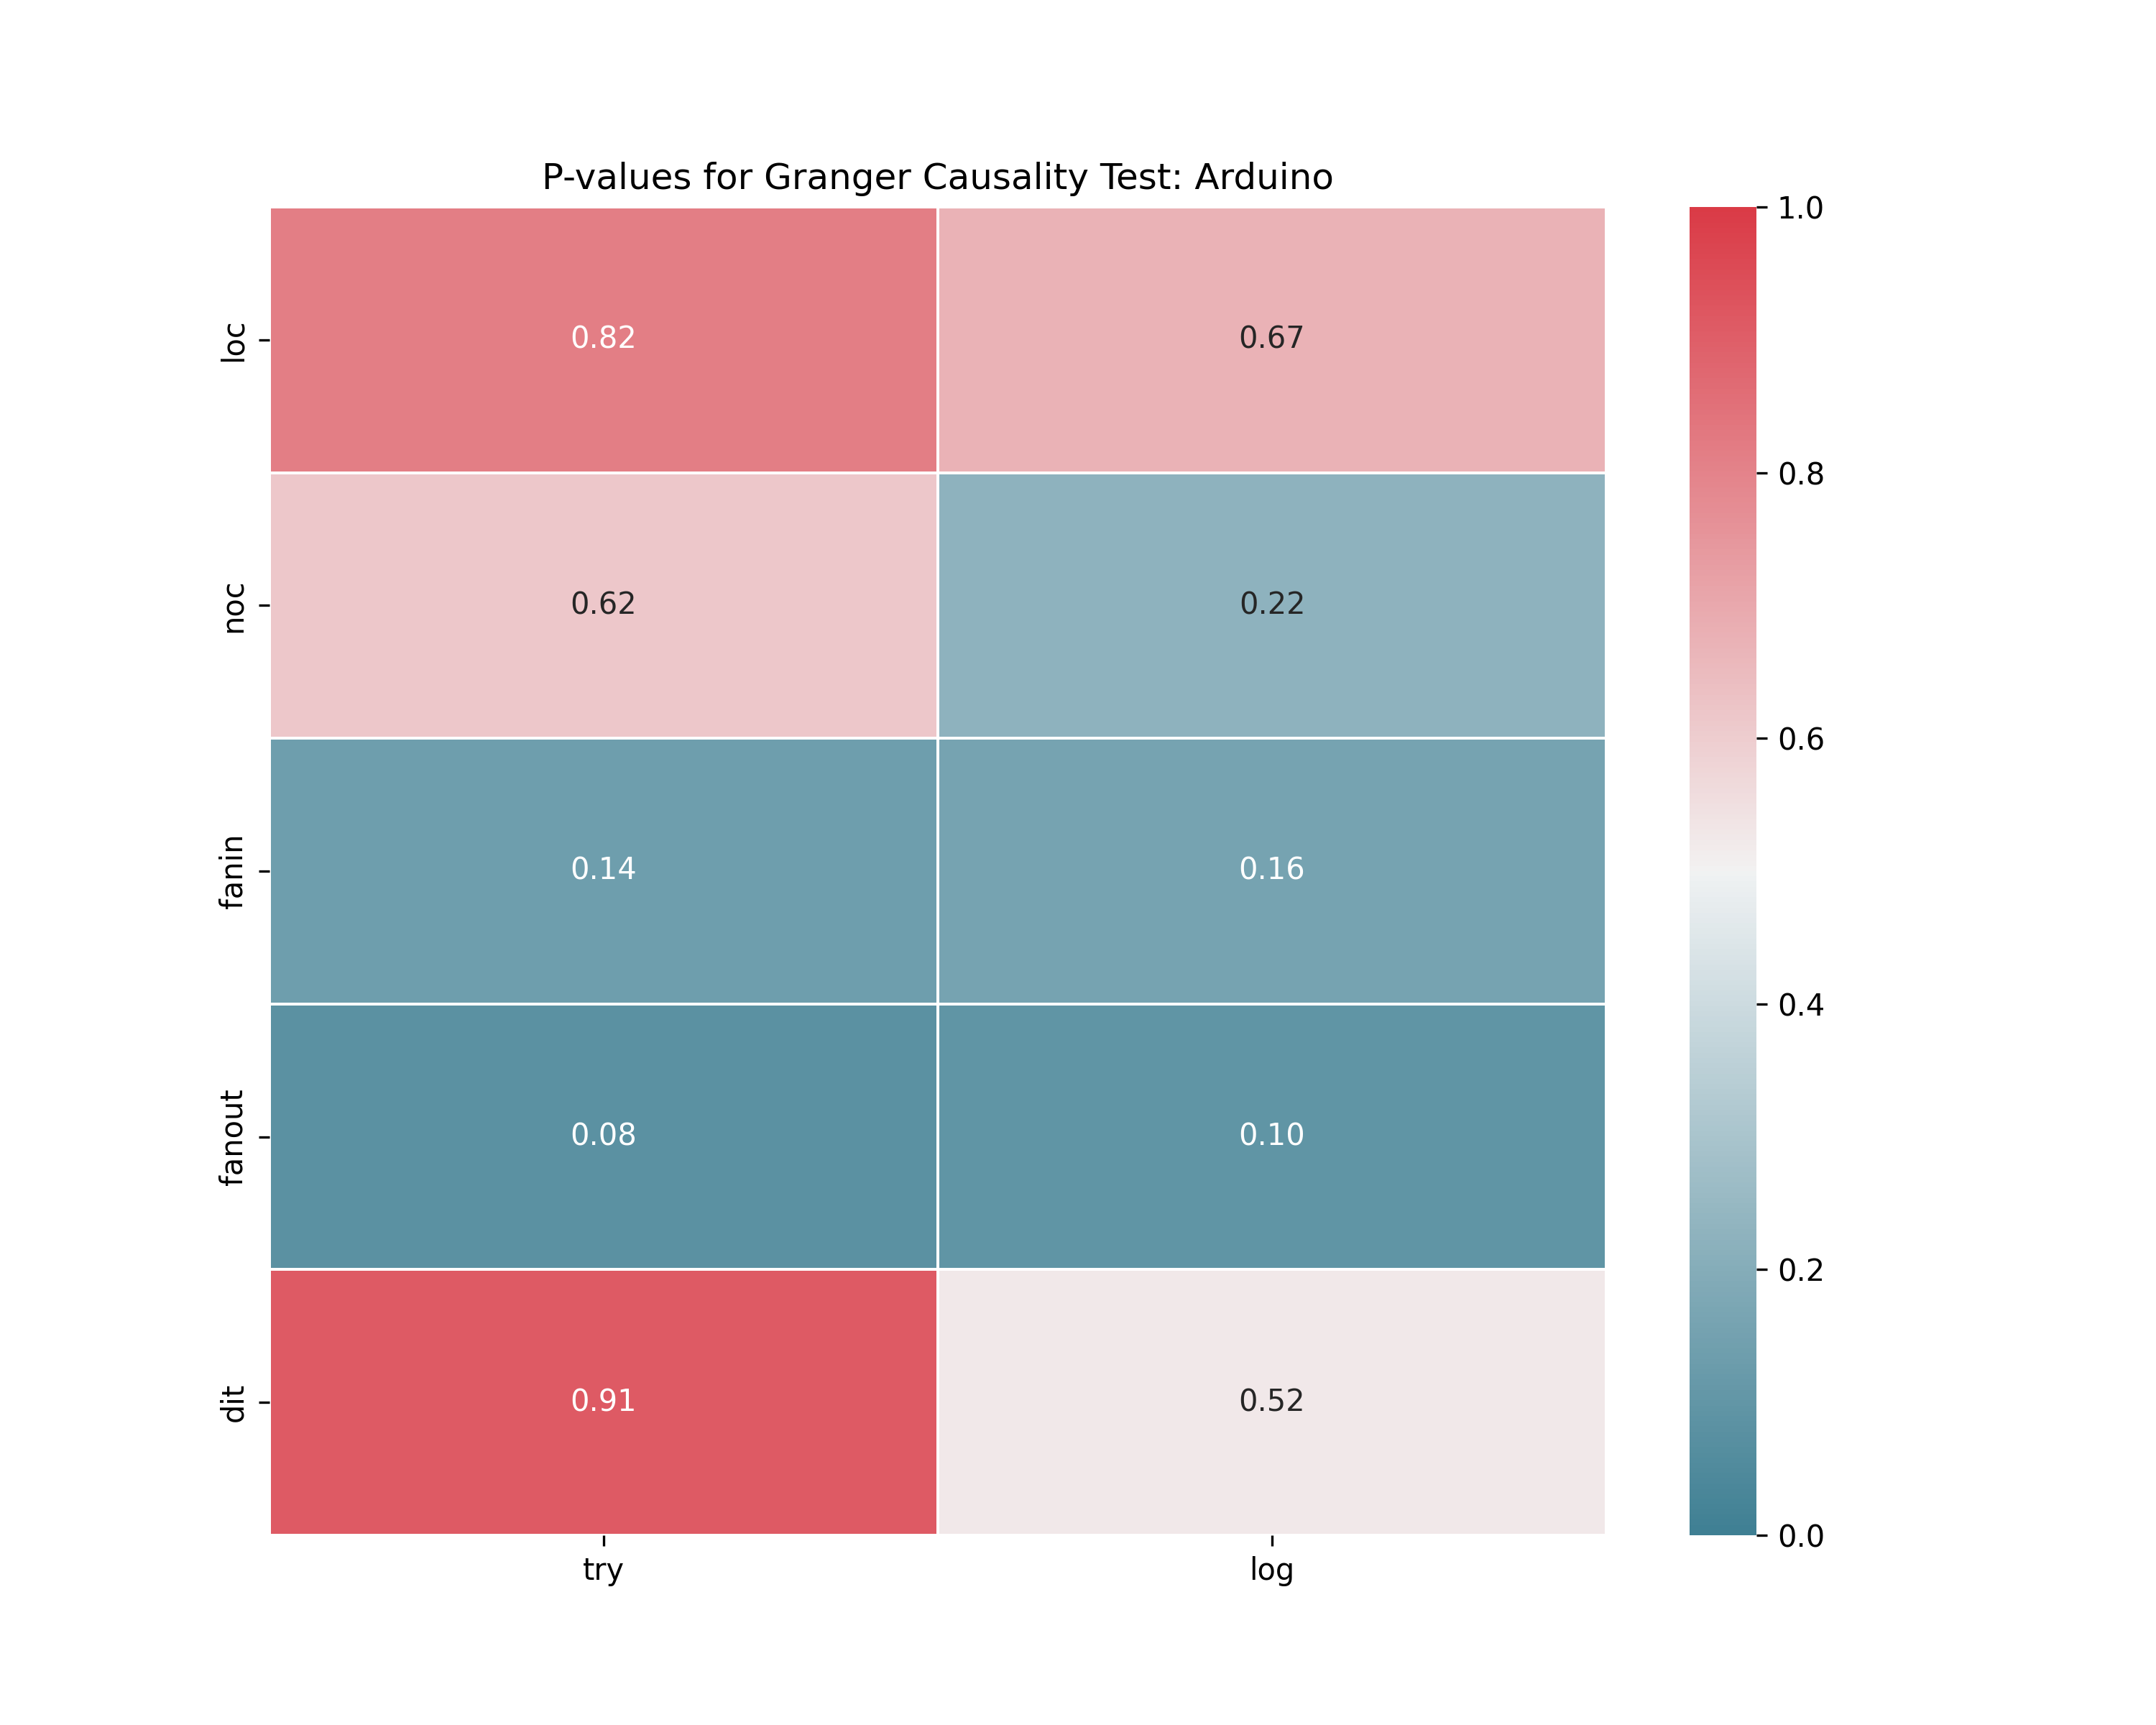 P-values for Granger Causality Test: Arduino
loc
0.82
0.67
noc
0.62
0.22
fanin
0.14
0.16
fanout
0.08
0.10
dit
0.91
0.52
try
log
1.0
0.8
0.6
0.4
0.2
0.0